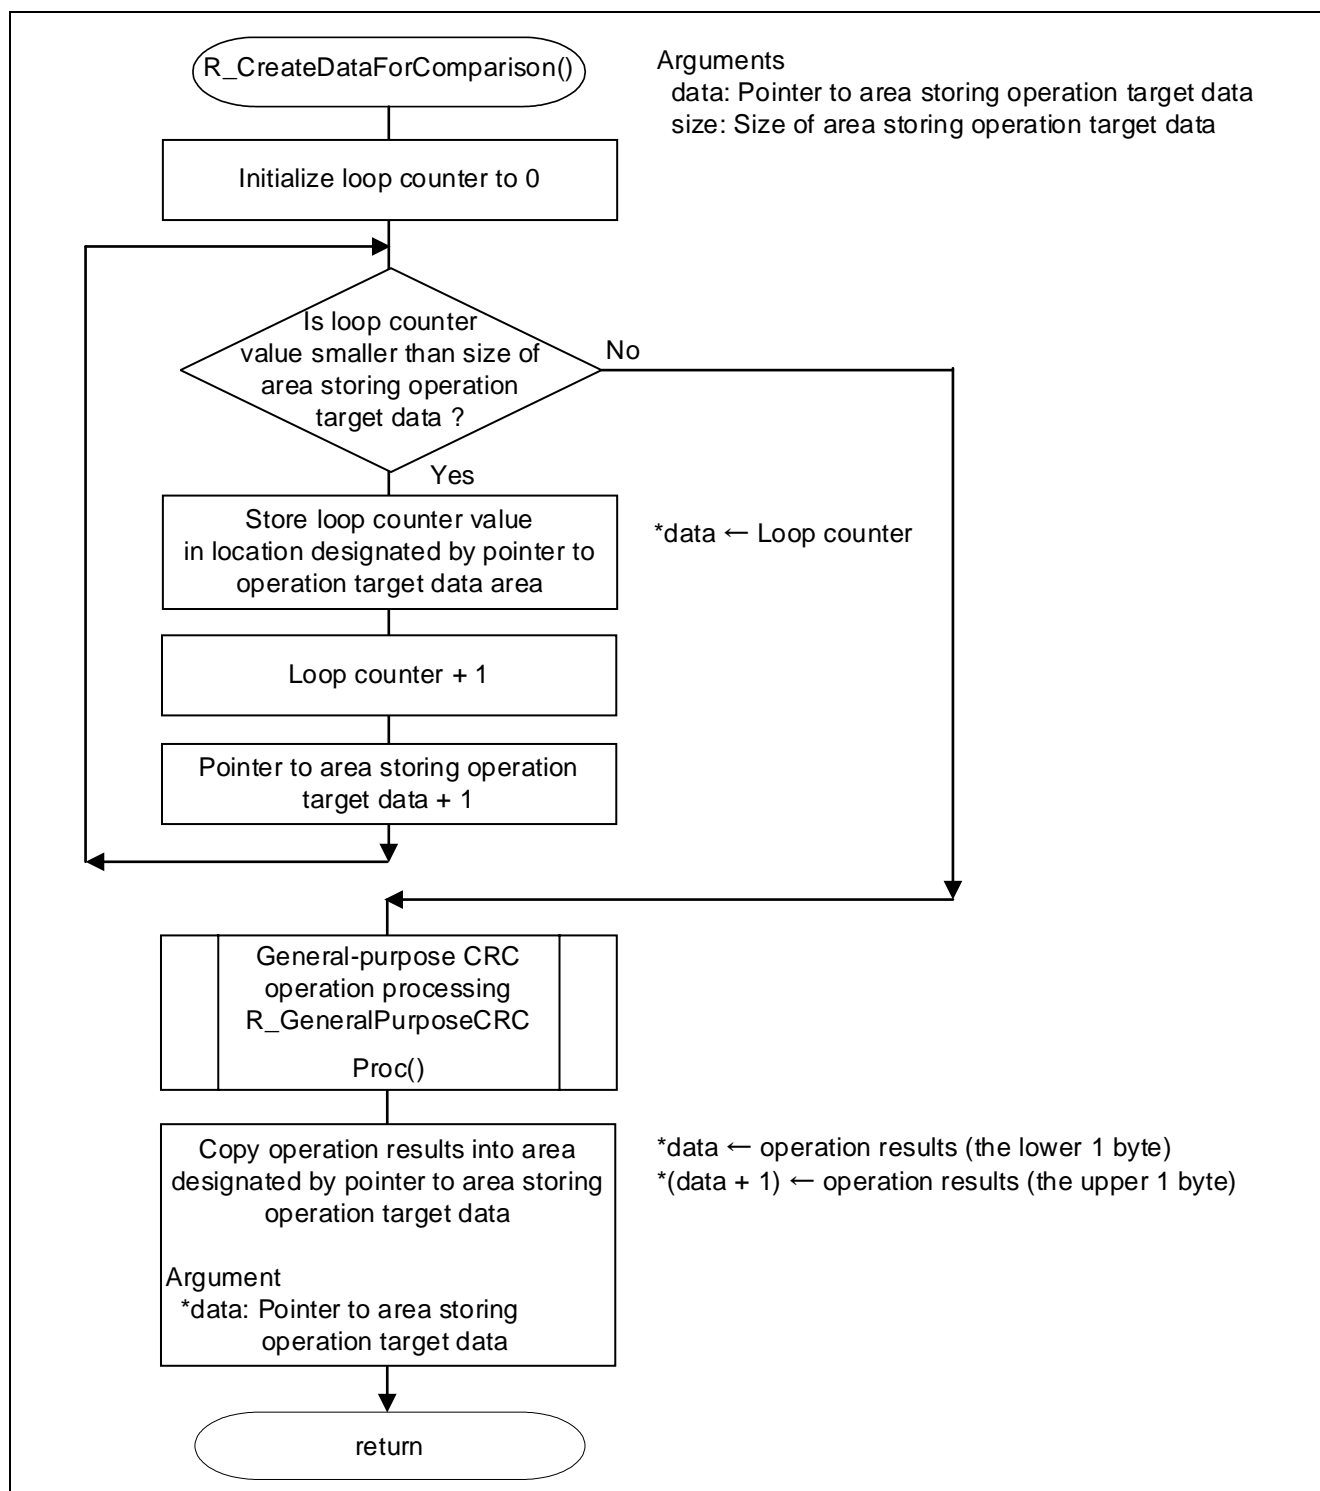 R_CreateDataForComparison()
Arguments
data: Pointer to area storing operation target data
size: Size of area storing operation target data
Initialize loop counter to 0
Is loop counter
value smaller than size of
area storing operation
target data ?
No
Yes
Store loop counter value
in location designated by pointer to
operation target data area
*data ← Loop counter
Loop counter + 1
Pointer to area storing operation
target data + 1
General-purpose CRC
operation processing
R_GeneralPurposeCRC
Proc()
Copy operation results into area
designated by pointer to area storing
operation target data
*data ← operation results (the lower 1 byte)
*(data + 1) ← operation results (the upper 1 byte)
Argument
*data: Pointer to area storing
operation target data
return